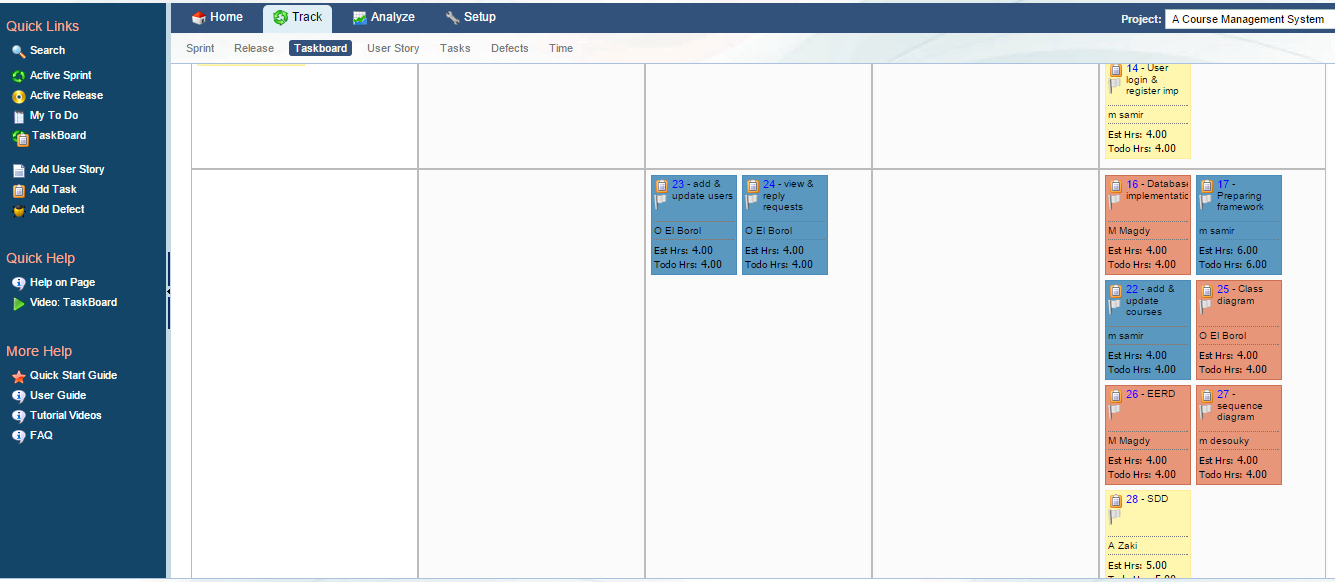 Quick Links
Search
Active Sprint
Active Release
My To Do
TaskBoard
Add User Story
Add Task
Add Defect
Quick Help
Help on Page
Video: TaskBoard
More Help
Quick Start Guide
User Guide
Tutorial Videos
FAQ
Home Track Analyze Setup
Project: A Course Management System
Sprint Release Taskboard User Story Tasks Defects Time
14 - User
login &
register imp
m samir
Est Hrs: 4.00
Todo Hrs: 4.00
23 - add &
update users
O El Borol
Est Hrs: 4.00
Todo Hrs: 4.00
24 - view &
reply
requests
O El Borol
Est Hrs: 4.00
Todo Hrs: 4.00
16 - Database
implementatic
M Magdy
Est Hrs: 4.00
Todo Hrs: 4.00
17 -
Preparing
framework
m samir
Est Hrs: 6.00
Todo Hrs: 6.00
22 - add &
update
courses
m samir
Est Hrs: 4.00
Todo Hrs: 4.00
25 - Class
diagram
O El Borol
Est Hrs: 4.00
Todo Hrs: 4.00
26 - EERD
M Magdy
Est Hrs: 4.00
Todo Hrs: 4.00
27 -
sequence
diagram
m desouky
Est Hrs: 4.00
Todo Hrs: 4.00
28 - SDD
A Zaki
Est Hrs: 5.00
Todo Hrs: 5.00